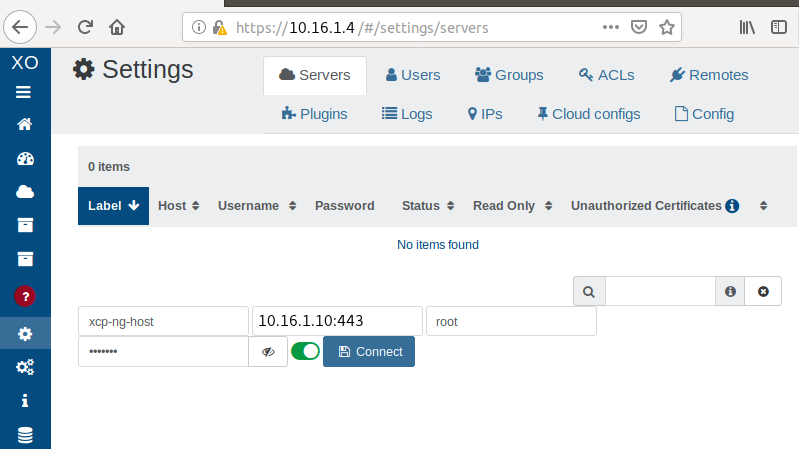 https://10.16.1.4/#/settings/servers
XO
Settings
Servers Users Groups ACLs Remotes
Plugins Logs IPs Cloud configs Config
0 items
Label Host Username Password Status Read Only Unauthorized Certificates
No items found
xcp-ng-host 10.16.1.10:443 root
••••••• Connect